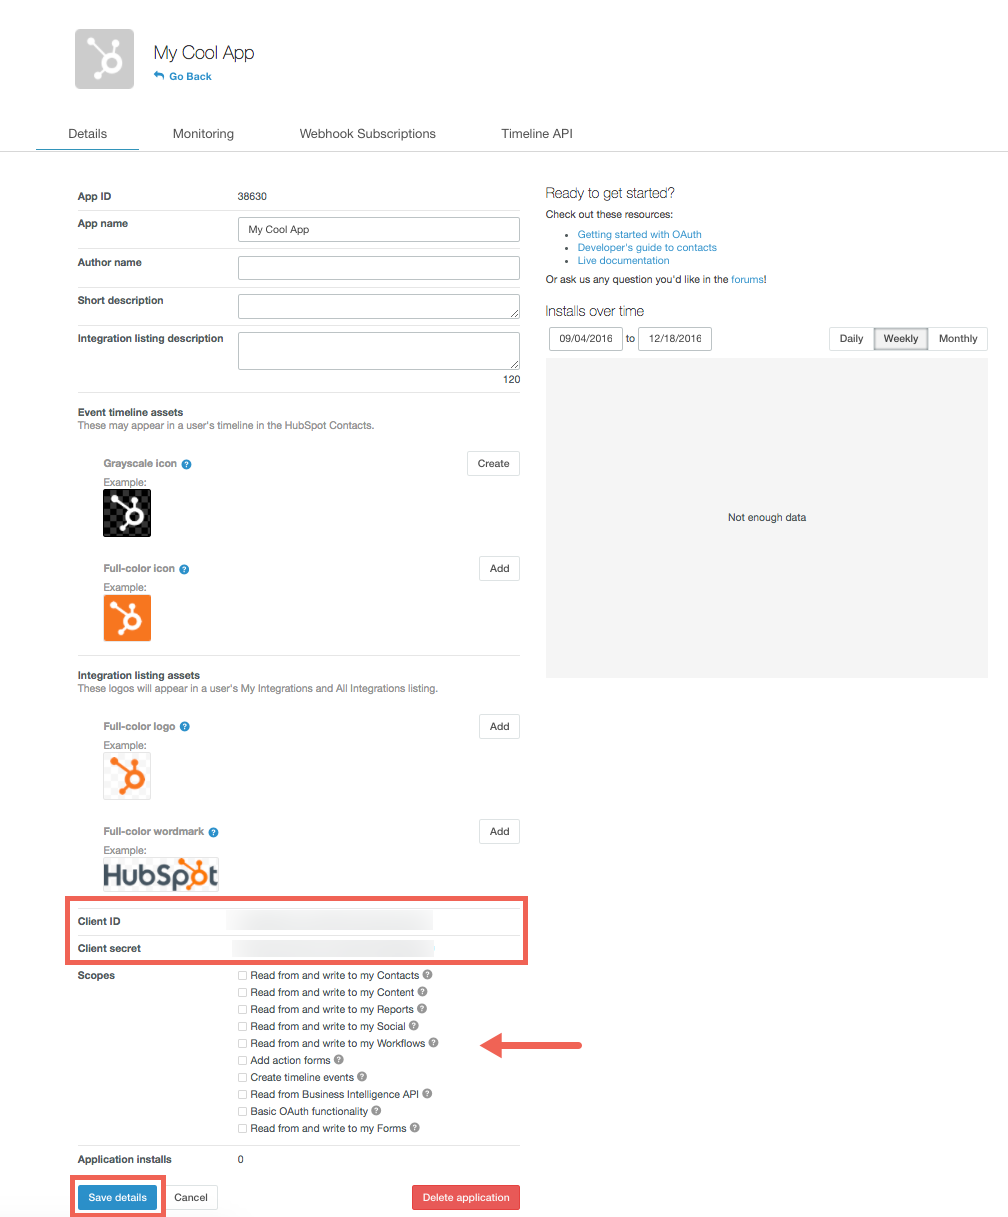 My Cool App
Go Back
Details Monitoring Webhook Subscriptions Timeline API
App ID 38630
App name My Cool App
Author name
Short description
Integration listing description
120
Event timeline assets
These may appear in a user's timeline in the HubSpot Contacts.
Grayscale icon ? Create
Example:
Full-color icon ? Add
Example:
Integration listing assets
These logos will appear in a user's My Integrations and All Integrations listing.
Full-color logo ? Add
Example:
Full-color wordmark ? Add
Example:
HubSpot
Client ID
Client secret
Scopes
Read from and write to my Contacts ?
Read from and write to my Content ?
Read from and write to my Reports ?
Read from and write to my Social ?
Read from and write to my Workflows ?
Add action forms ?
Create timeline events ?
Read from Business Intelligence API ?
Basic OAuth functionality ?
Read from and write to my Forms ?
Application installs 0
Save details Cancel Delete application
Ready to get started?
Check out these resources:
• Getting started with OAuth
• Developer's guide to contacts
• Live documentation
Or ask us any question you'd like in the forums!
Installs over time
09/04/2016 to 12/18/2016 Daily Weekly Monthly
Not enough data